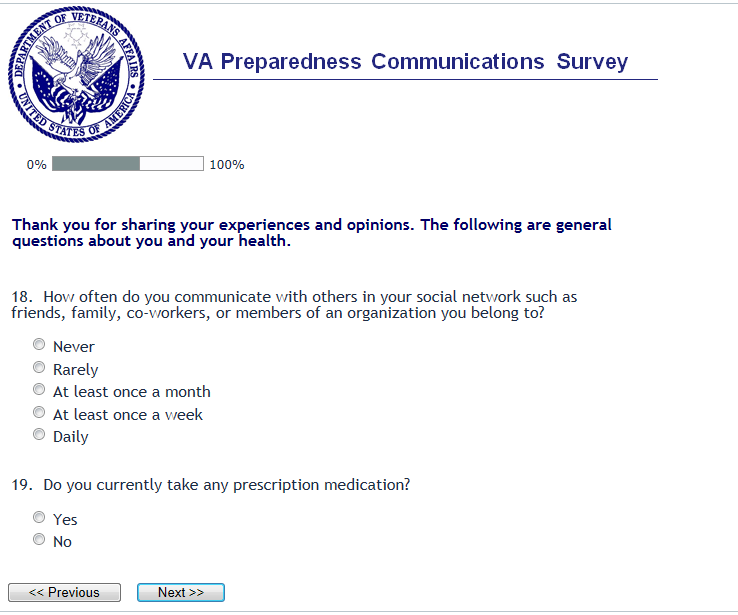 DEPARTMENT OF VETERANS AFFAIRS
UNITED STATES OF AMERICA
VA Preparedness Communications Survey
0% 100%
Thank you for sharing your experiences and opinions. The following are general
questions about you and your health.
18. How often do you communicate with others in your social network such as
friends, family, co-workers, or members of an organization you belong to?
Never
Rarely
At least once a month
At least once a week
Daily
19. Do you currently take any prescription medication?
Yes
No
<< Previous Next >>